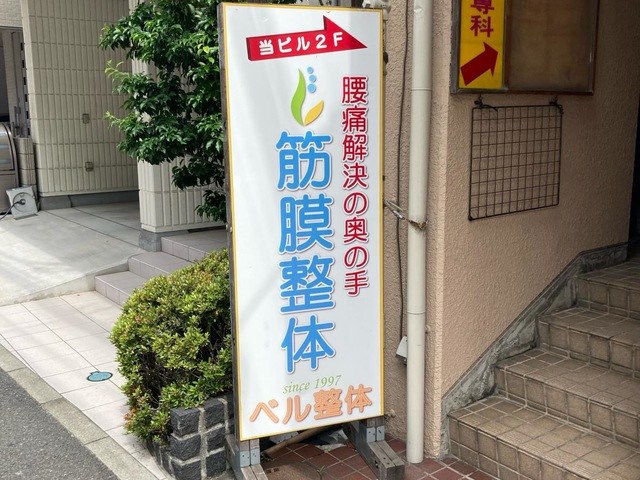 当ビル2F
腰痛解決の奥の手
筋膜整体
since 1997
ベル整体
専科